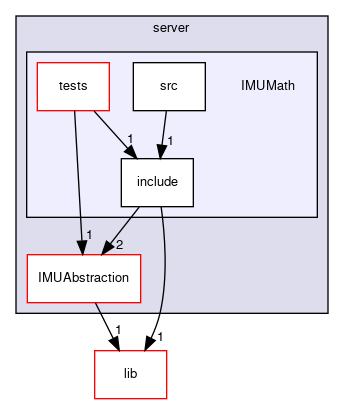 server
tests
src
IMUMath
1
1
include
1
2
IMUAbstraction
1
1
lib